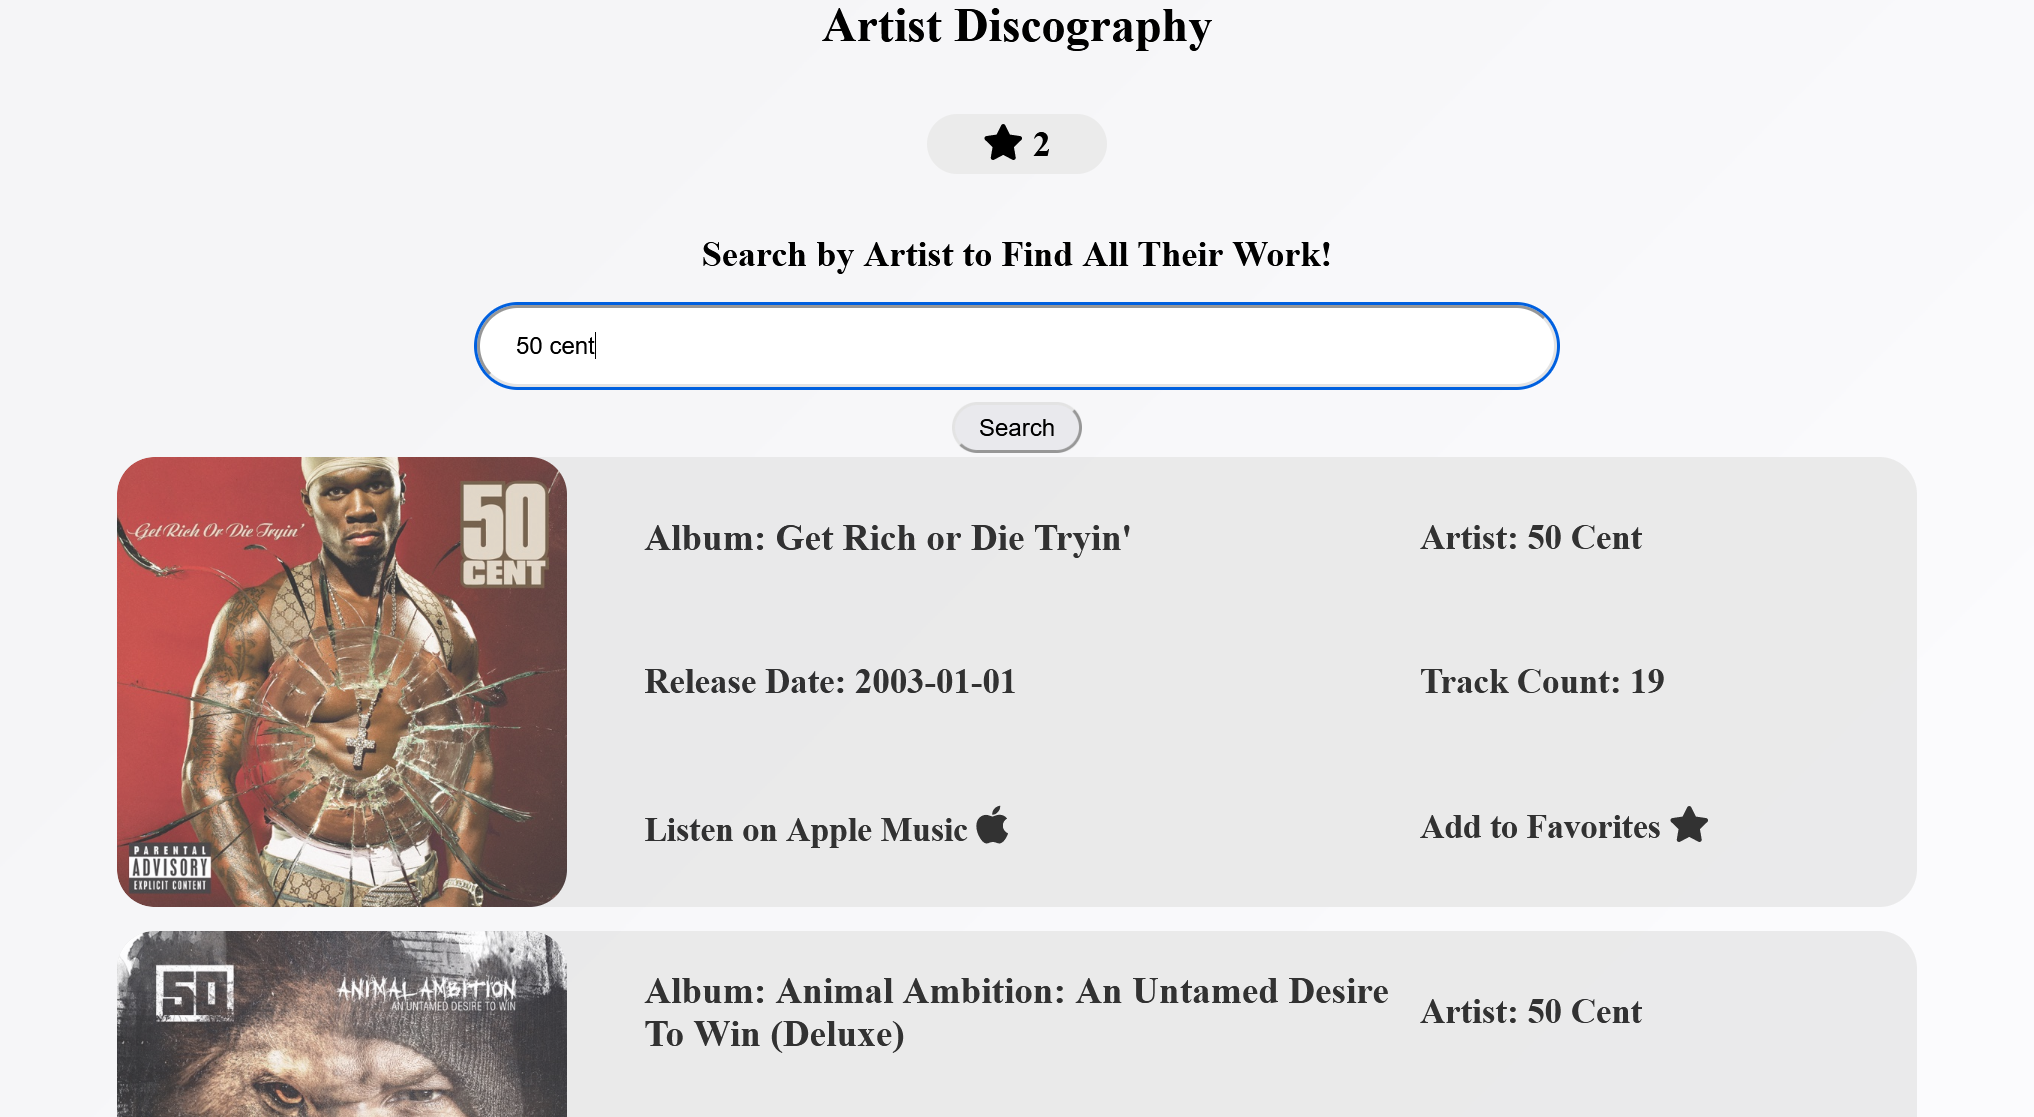 Artist Discography
2
Search by Artist to Find All Their Work!
50 cent
Search
Get Rich Or Die Tryin'
50
CENT
PARENTAL
ADVISORY
EXPLICIT CONTENT
Album: Get Rich or Die Tryin'
Artist: 50 Cent
Release Date: 2003-01-01
Track Count: 19
Listen on Apple Music
Add to Favorites
50
ANIMAL AMBITION
AN UNTAMED DESIRE TO WIN
Album: Animal Ambition: An Untamed Desire
To Win (Deluxe)
Artist: 50 Cent